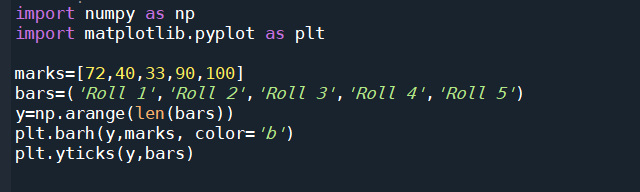 import numpy as np
import matplotlib.pyplot as plt
marks=[72,40,33,90,100]
bars=('Roll 1','Roll 2','Roll 3','Roll 4','Roll 5')
y=np.arange(len(bars))
plt.barh(y,marks, color='b')
plt.yticks(y,bars)